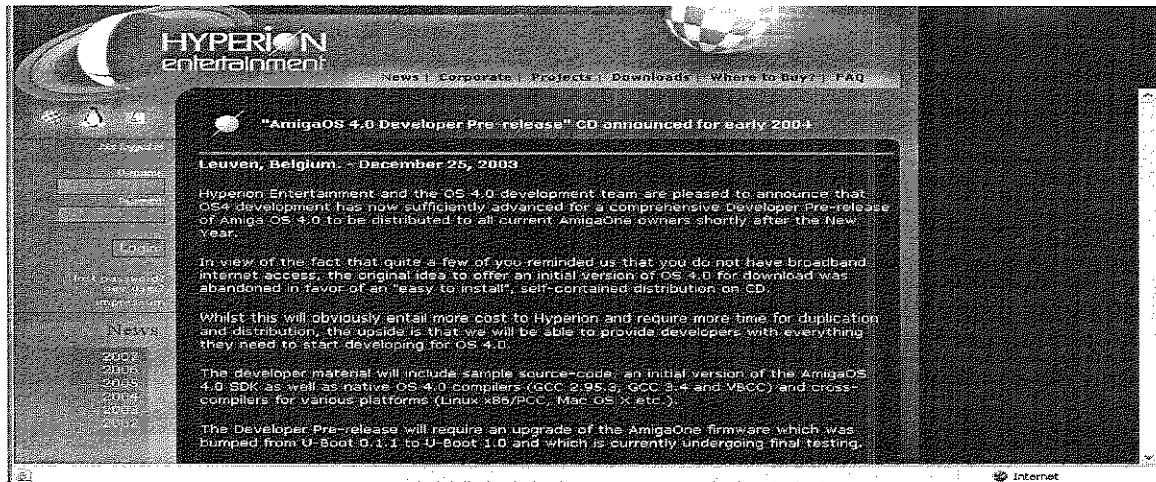 HYPERiON
entertainment
News | Corporate | Projects | Downloads | Where to Buy? | FAQ
"AmigaOS 4.0 Developer Pre-release" CD announced for early 2004
Leuven, Belgium. - December 25, 2003
Hyperion Entertainment and the OS 4.0 development team are pleased to announce that
OS4 development has now sufficiently advanced for a comprehensive Developer Pre-release
of Amiga OS 4.0 to be distributed to all current AmigaOne owners shortly after the New
Year.
In view of the fact that quite a few of you reminded us that you do not have broadband
internet access, the original idea to offer an initial version of OS 4.0 for download was
abandoned in favor of an "easy to install", self-contained distribution on CD.
Whilst this will obviously entail more cost to Hyperion and require more time for duplication
and distribution, the upside is that we will be able to provide developers with everything
they need to start developing for OS 4.0.
The developer material will include sample source-code, an initial version of the AmigaOS
4.0 SDK as well as native OS 4.0 compilers (GCC 2.95.3, GCC 3.4 and VBCC) and cross-
compilers for various platforms (Linux x86/PCC, Mac OS X etc.).
The Developer Pre-release will require an upgrade of the AmigaOne firmware which was
bumped from U-Boot 0.1.1 to U-Boot 1.0 and which is currently undergoing final testing.
Login
lost password?
new user?
impressum
News
2007
2006
2005
2004
2003
2002
Internet